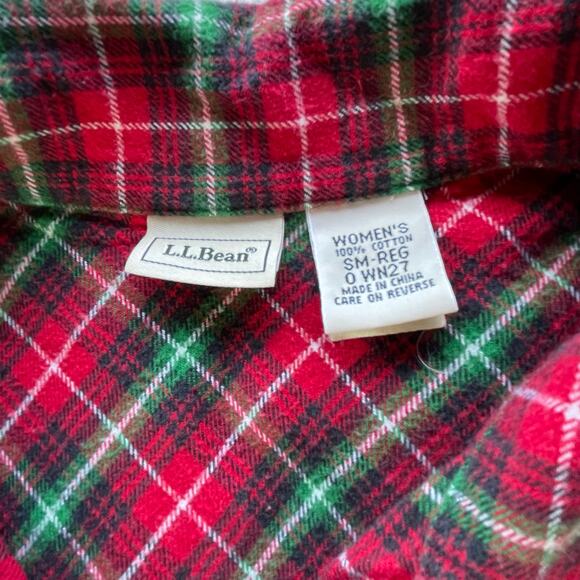 L.L.Bean®
WOMEN'S
100% COTTON
SM-REG
0 WN27
MADE IN CHINA
CARE ON REVERSE